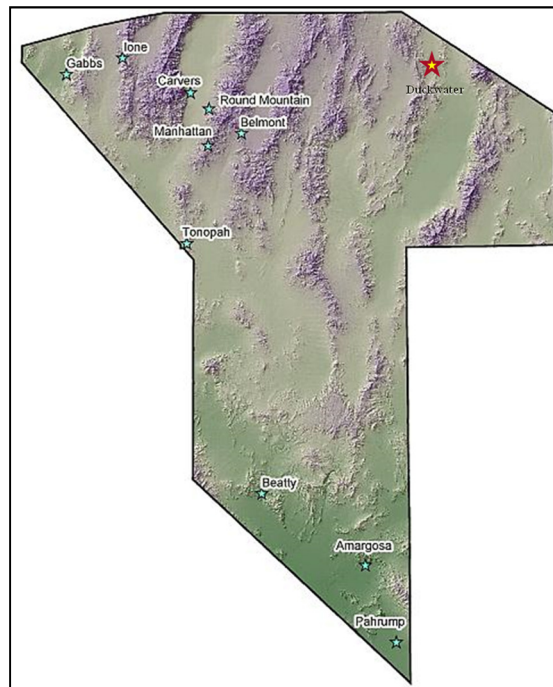 Ione
Gabbs
Carvers
Duckwater
Round Mountain
Belmont
Manhattan
Tonopah
Beatty
Amargosa
Pahrump